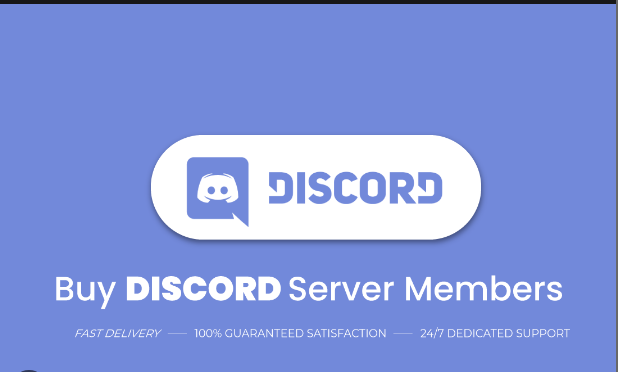 DISCORD
Buy DISCORD Server Members
FAST DELIVERY — 100% GUARANTEED SATISFACTION — 24/7 DEDICATED SUPPORT